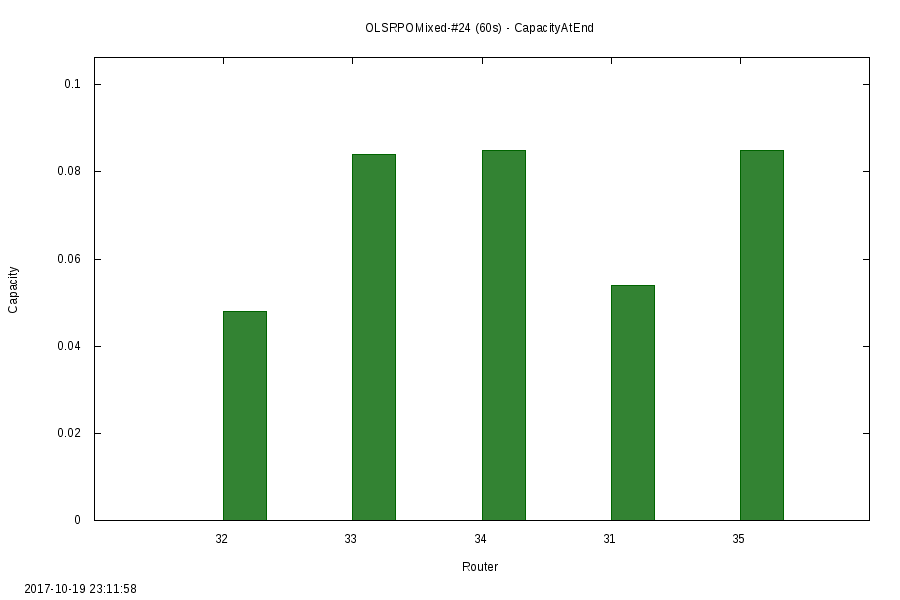 OLSRPOMixed-#24 (60s) - CapacityAtEnd
0.1
0.08
0.06
0.04
0.02
0
Capacity
32 33 34 31 35
Router
2017-10-19 23:11:58